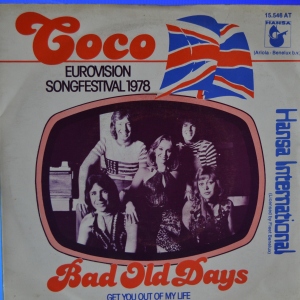 Coco
EUROVISION
SONGFESTIVAL 1978
15.546 AT
HANSA
Hansa International
Bad Old Days
GET YOU OUT OF MY LIFE